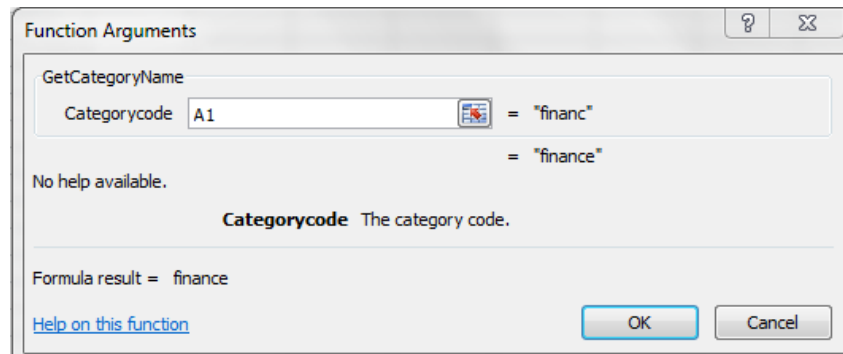 Function Arguments
GetCategoryName
Categorycode A1 = "financ"
= "finance"
No help available.
Categorycode The category code.
Formula result = finance
Help on this function OK Cancel